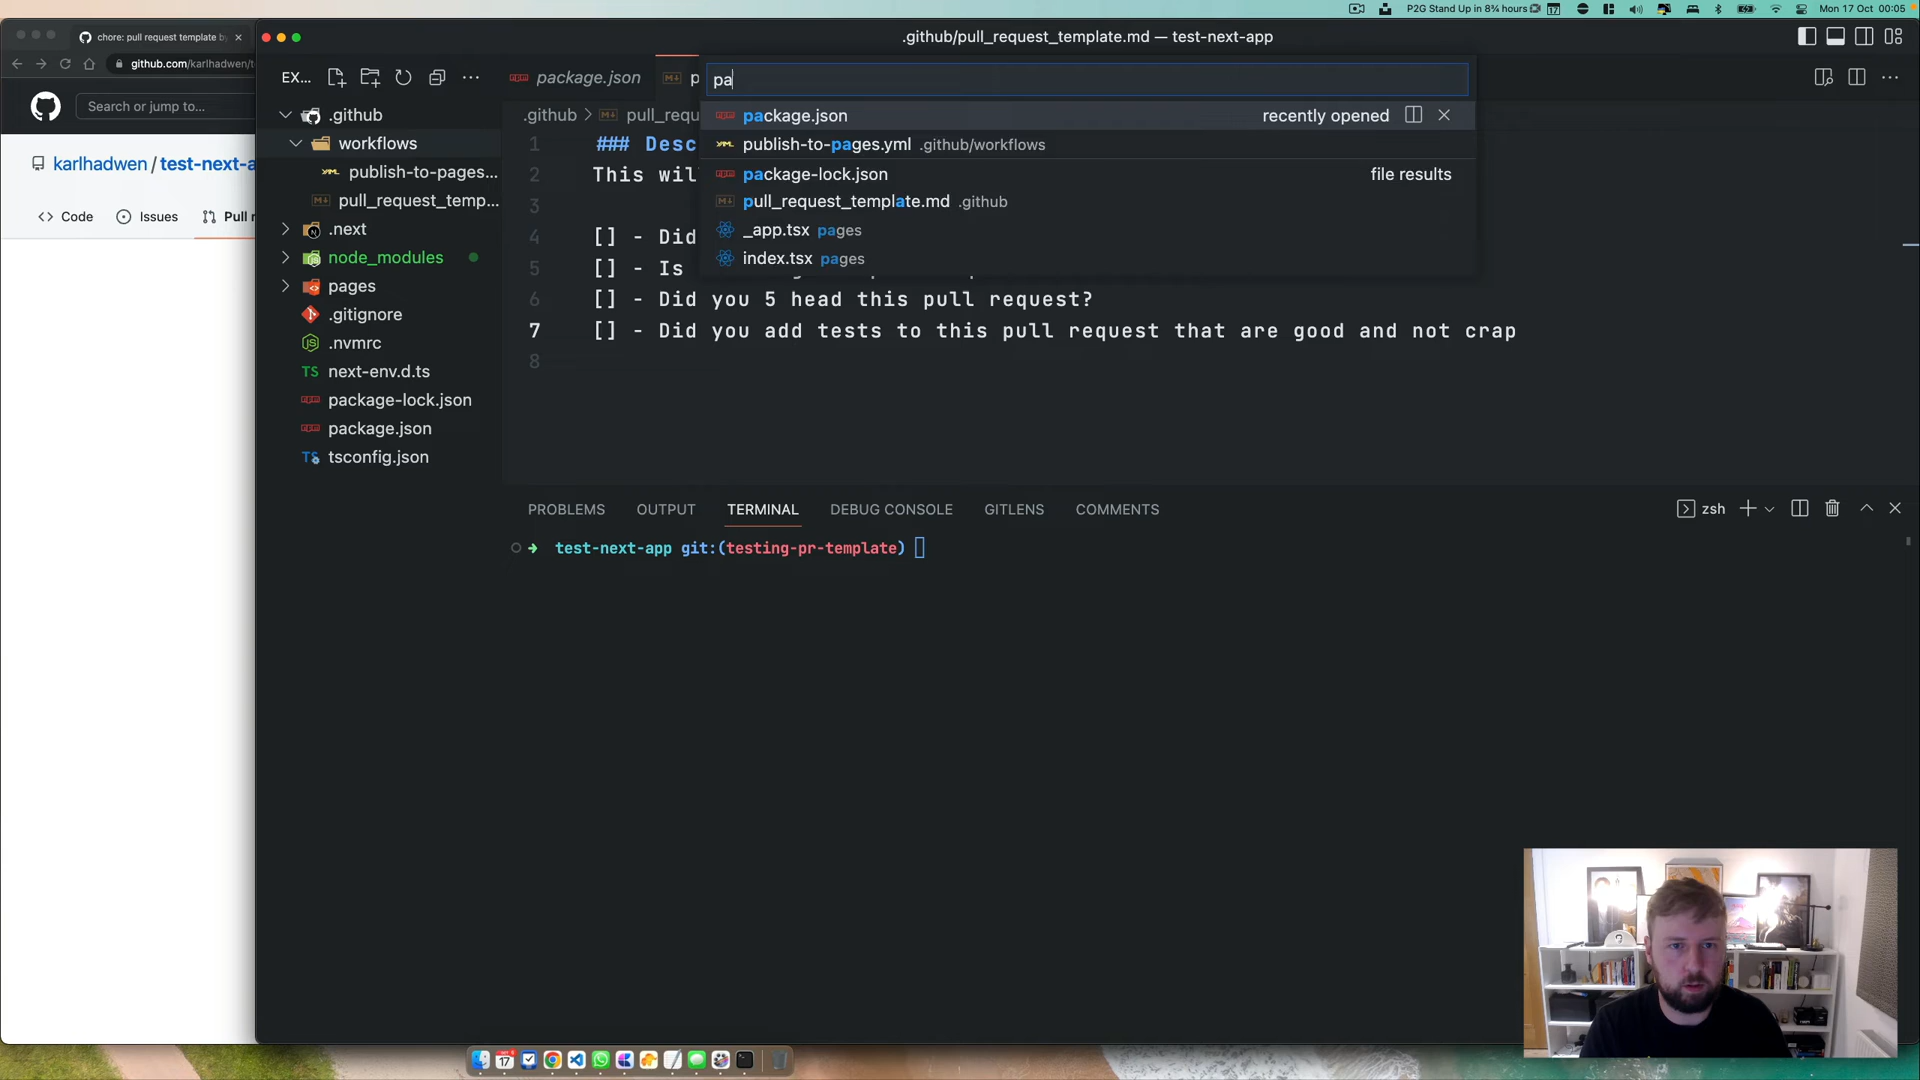 P2G Stand Up in 8¾ hours
17
Mon 17 Oct 00:05
chore: pull request template by
github.com/karlhadwen/t
Search or jump to...
karlhadwen / test-next-a
Code
Issues
Pull r
.github/pull_request_template.md — test-next-app
EX...
package.json
p
pa
package.json
recently opened
publish-to-pages.yml .github/workflows
package-lock.json
file results
pull_request_template.md .github
_app.tsx pages
index.tsx pages
.github
workflows
publish-to-pages...
pull_request_temp...
.next
node_modules
pages
.gitignore
.nvmrc
next-env.d.ts
package-lock.json
package.json
tsconfig.json
.github > pull_requ
1 ### Desc
2 This wil
3
4 [] - Did
5 [] - Is
6 [] - Did you 5 head this pull request?
7 [] - Did you add tests to this pull request that are good and not crap
8
PROBLEMS
OUTPUT
TERMINAL
DEBUG CONSOLE
GITLENS
COMMENTS
zsh
test-next-app git:(testing-pr-template)
17